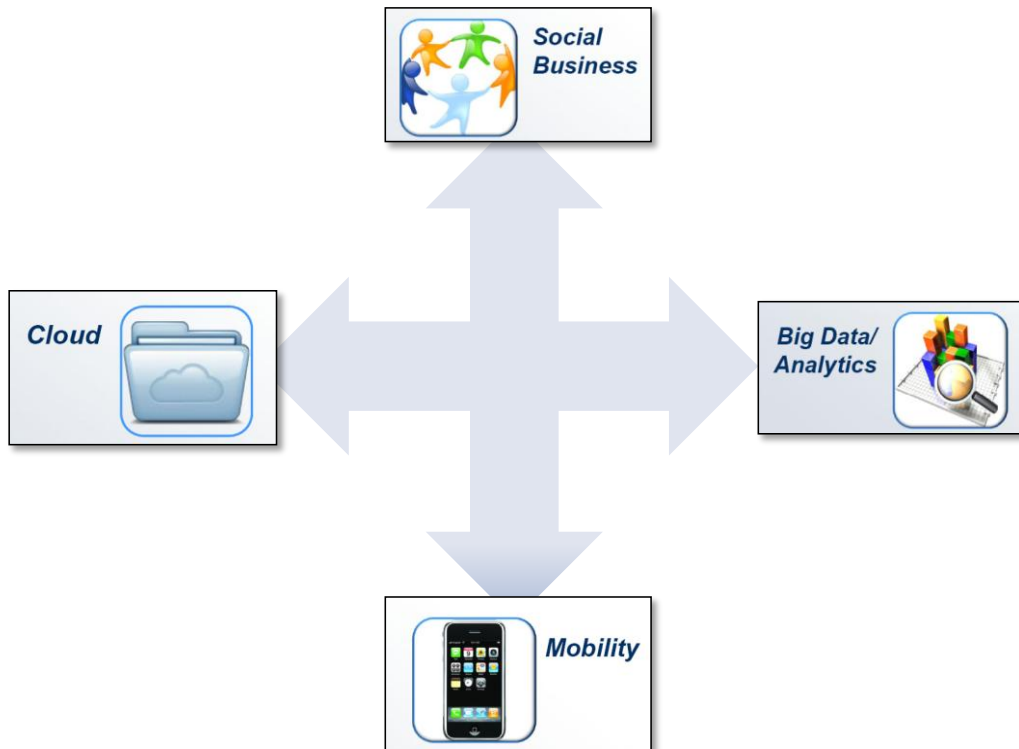 Social
Business
Cloud
Big Data/
Analytics
Mobility